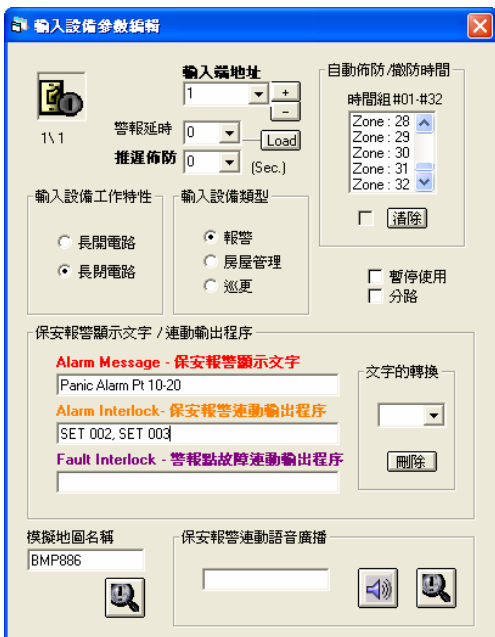 輸入設備參數編輯
輸入端地址
1
+
-
1\ 1
警報延時
0
Load
推遲佈防
0
(Sec.)
自動佈防/撤防時間
時間組#01-#32
Zone : 28
Zone : 29
Zone : 30
Zone : 31
Zone : 32
清除
輸入設備工作特性
長開電路
長閉電路
輸入設備類型
報警
房屋管理
巡更
暫停使用
分路
保安報警顯示文字 / 連動輸出程序
Alarm Message - 保安報警顯示文字
Panic Alarm Pt 10-20
Alarm Interlock- 保安報警連動輸出程序
SET 002, SET 003
Fault Interlock - 警報點故障連動輸出程序
文字的轉換
刪除
模擬地圖名稱
BMP886
保安報警連動語音廣播